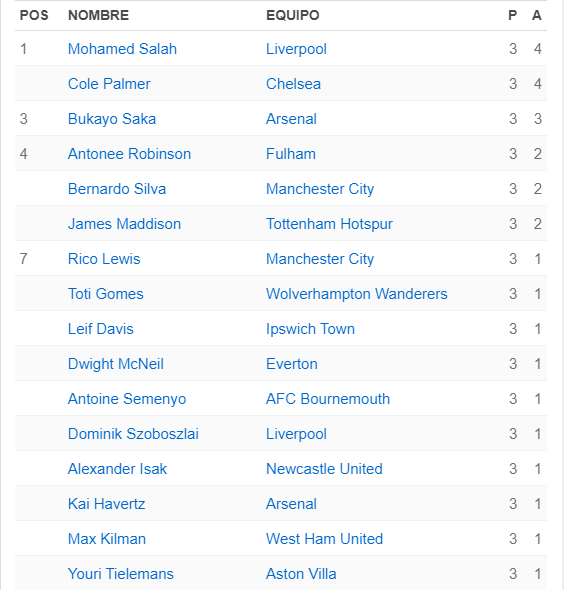 POS NOMBRE EQUIPO P A
1 Mohamed Salah Liverpool 3 4
Cole Palmer Chelsea 3 4
3 Bukayo Saka Arsenal 3 3
4 Antonee Robinson Fulham 3 2
Bernardo Silva Manchester City 3 2
James Maddison Tottenham Hotspur 3 2
7 Rico Lewis Manchester City 3 1
Toti Gomes Wolverhampton Wanderers 3 1
Leif Davis Ipswich Town 3 1
Dwight McNeil Everton 3 1
Antoine Semenyo AFC Bournemouth 3 1
Dominik Szoboszlai Liverpool 3 1
Alexander Isak Newcastle United 3 1
Kai Havertz Arsenal 3 1
Max Kilman West Ham United 3 1
Youri Tielemans Aston Villa 3 1